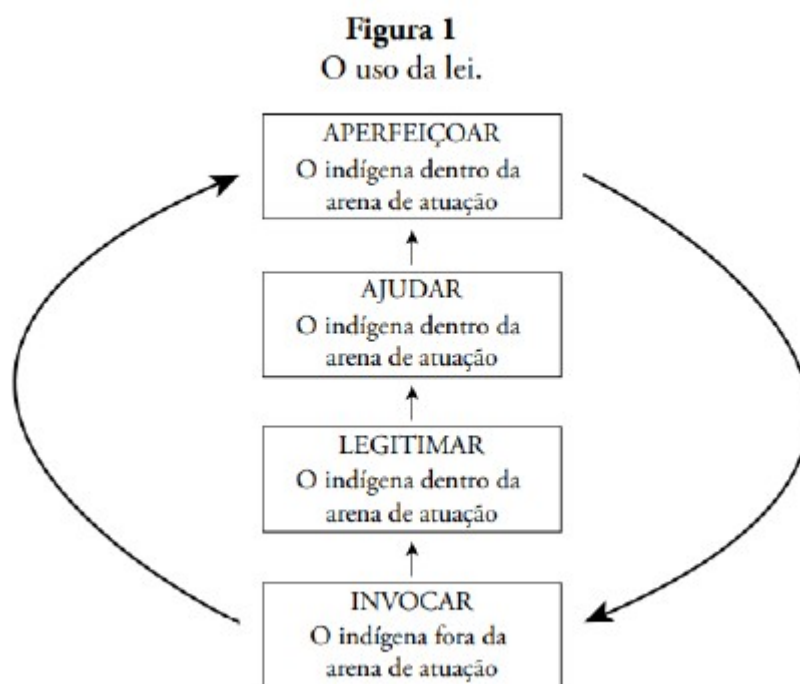 Figura 1
O uso da lei.
APERFEIÇOAR
O indígena dentro da
arena de atuação
AJUDAR
O indígena dentro da
arena de atuação
LEGITIMAR
O indígena dentro da
arena de atuação
INVOCAR
O indígena fora da
arena de atuação